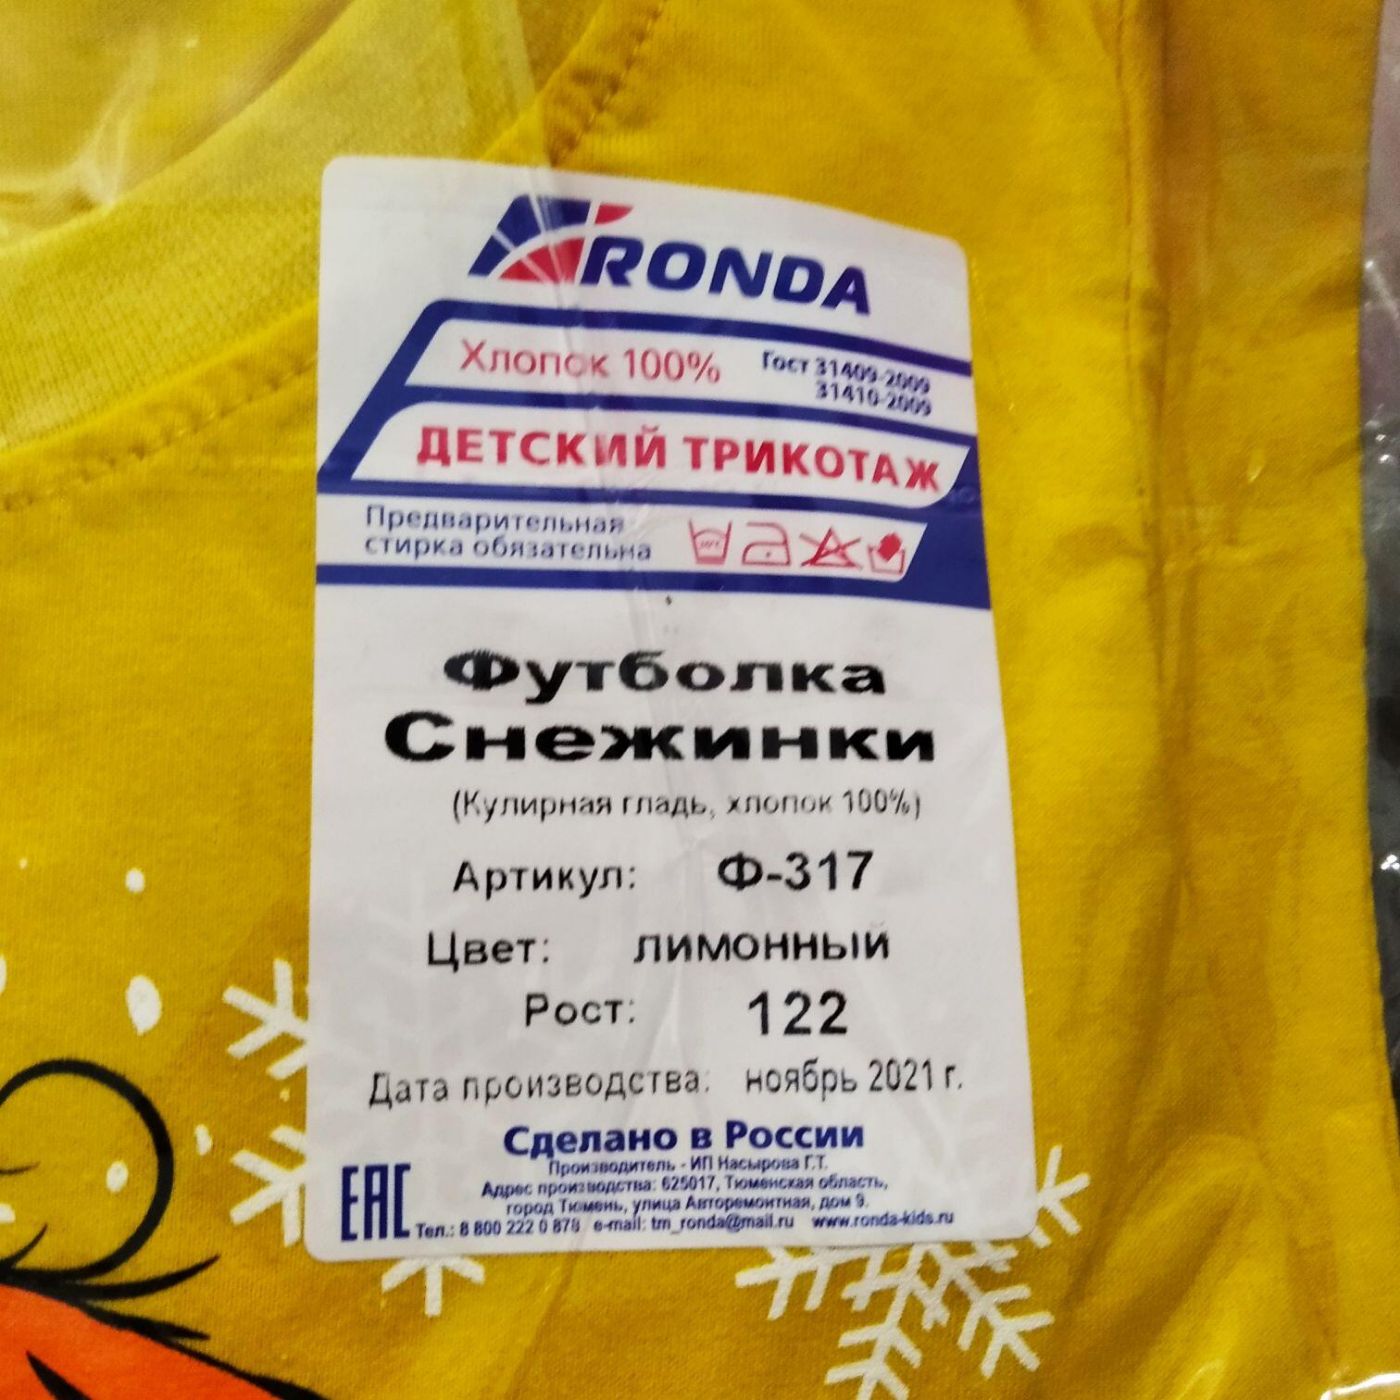 RONDA
Хлопок 100%
Гост 31409-2009
31410-2009
ДЕТСКИЙ ТРИКОТАЖ
Предварительная
стирка обязательна
Футболка
Снежинки
(Кулирная гладь, хлопок 100%)
Артикул: Ф-317
Цвет: лимонный
Рост: 122
Дата производства: ноябрь 2021 г.
Сделано в России
Производитель - ИП Насырова Г.Т.
Адрес производства: 625017, Тюменская область,
город Тюмень, улица Авторемонтная, дом 9.
ЕАС
Тел.: 8 800 222 0 878 e-mail: tm_ronda@mail.ru www.ronda-kids.ru